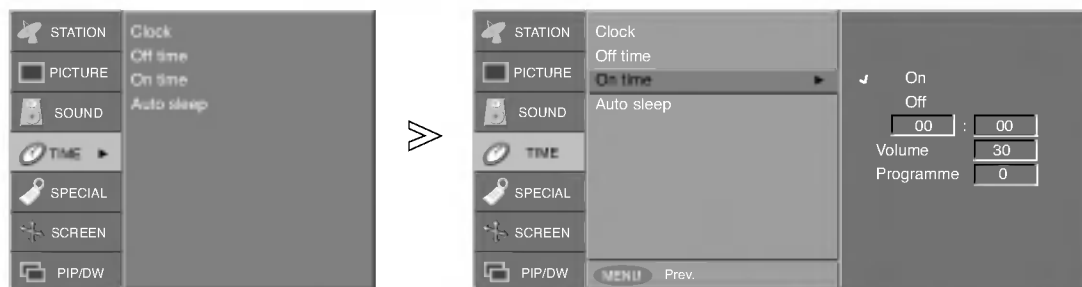 STATION
PICTURE
SOUND
TIME
SPECIAL
SCREEN
PIP/DW
Clock
Off time
On time
Auto sleep
STATION
PICTURE
SOUND
TIME
SPECIAL
SCREEN
PIP/DW
Clock
Off time
On time
Auto sleep
MENU Prev.
On
Off
00 : 00
Volume 30
Programme 0